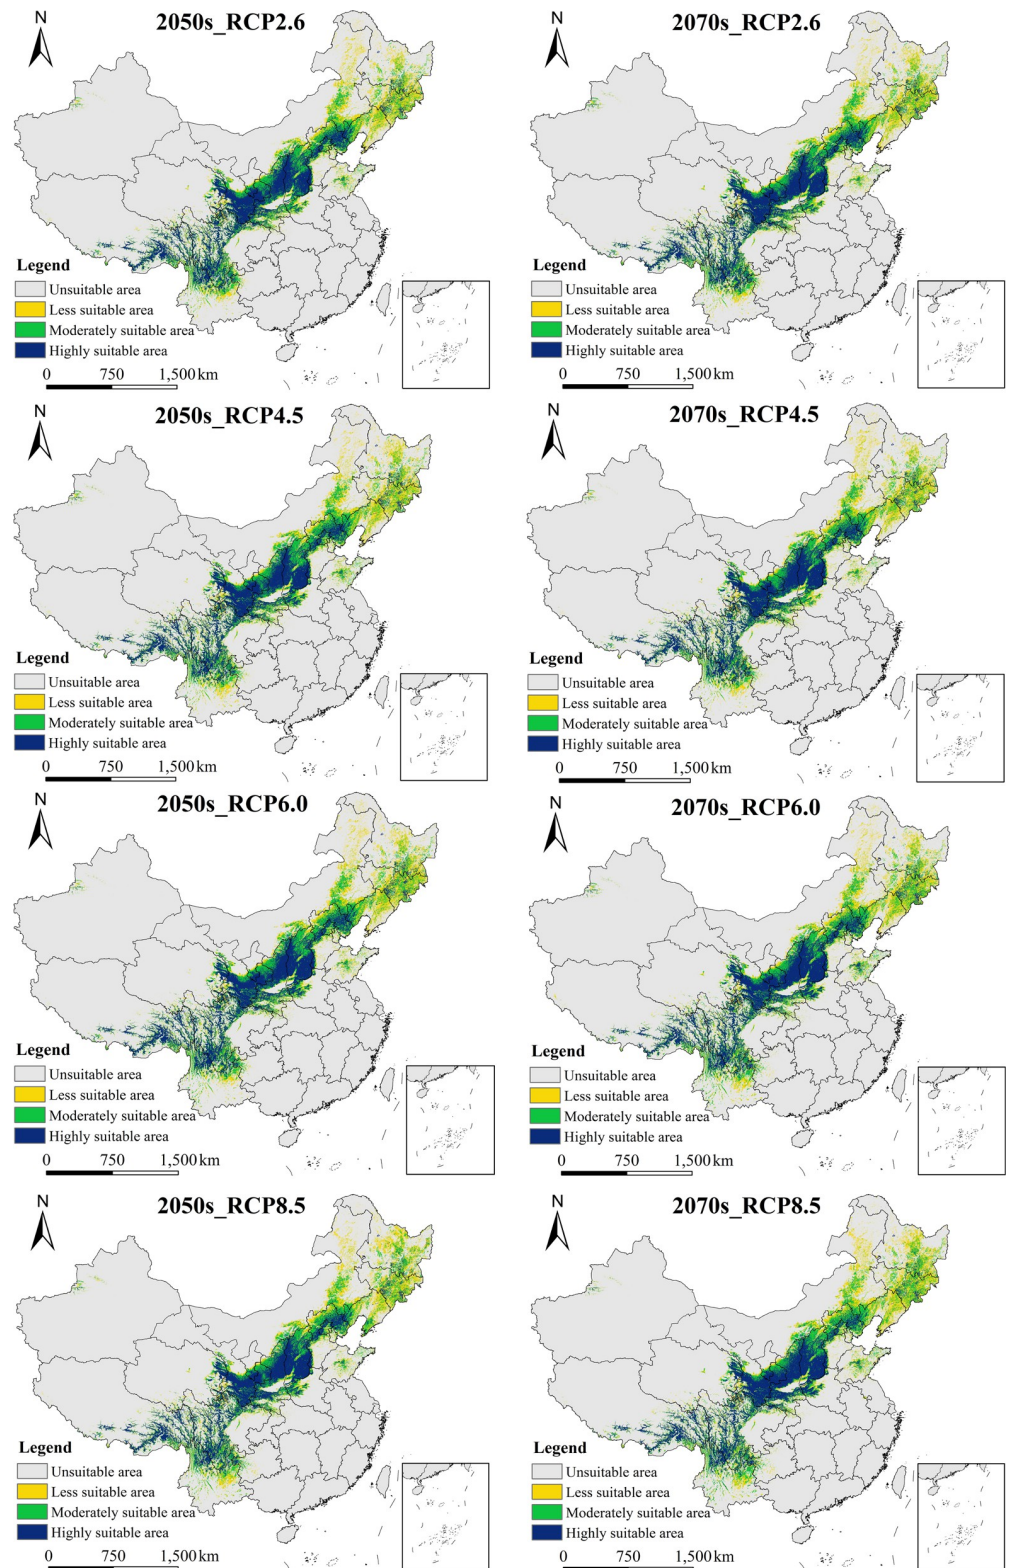 N
2050s_RCP2.6
Legend
Unsuitable area
Less suitable area
Moderately suitable area
Highly suitable area
0 750 1,500 km
N
2070s_RCP2.6
Legend
Unsuitable area
Less suitable area
Moderately suitable area
Highly suitable area
0 750 1,500 km
N
2050s_RCP4.5
Legend
Unsuitable area
Less suitable area
Moderately suitable area
Highly suitable area
0 750 1,500 km
N
2070s_RCP4.5
Legend
Unsuitable area
Less suitable area
Moderately suitable area
Highly suitable area
0 750 1,500 km
N
2050s_RCP6.0
Legend
Unsuitable area
Less suitable area
Moderately suitable area
Highly suitable area
0 750 1,500 km
N
2070s_RCP6.0
Legend
Unsuitable area
Less suitable area
Moderately suitable area
Highly suitable area
0 750 1,500 km
N
2050s_RCP8.5
Legend
Unsuitable area
Less suitable area
Moderately suitable area
Highly suitable area
0 750 1,500 km
N
2070s_RCP8.5
Legend
Unsuitable area
Less suitable area
Moderately suitable area
Highly suitable area
0 750 1,500 km